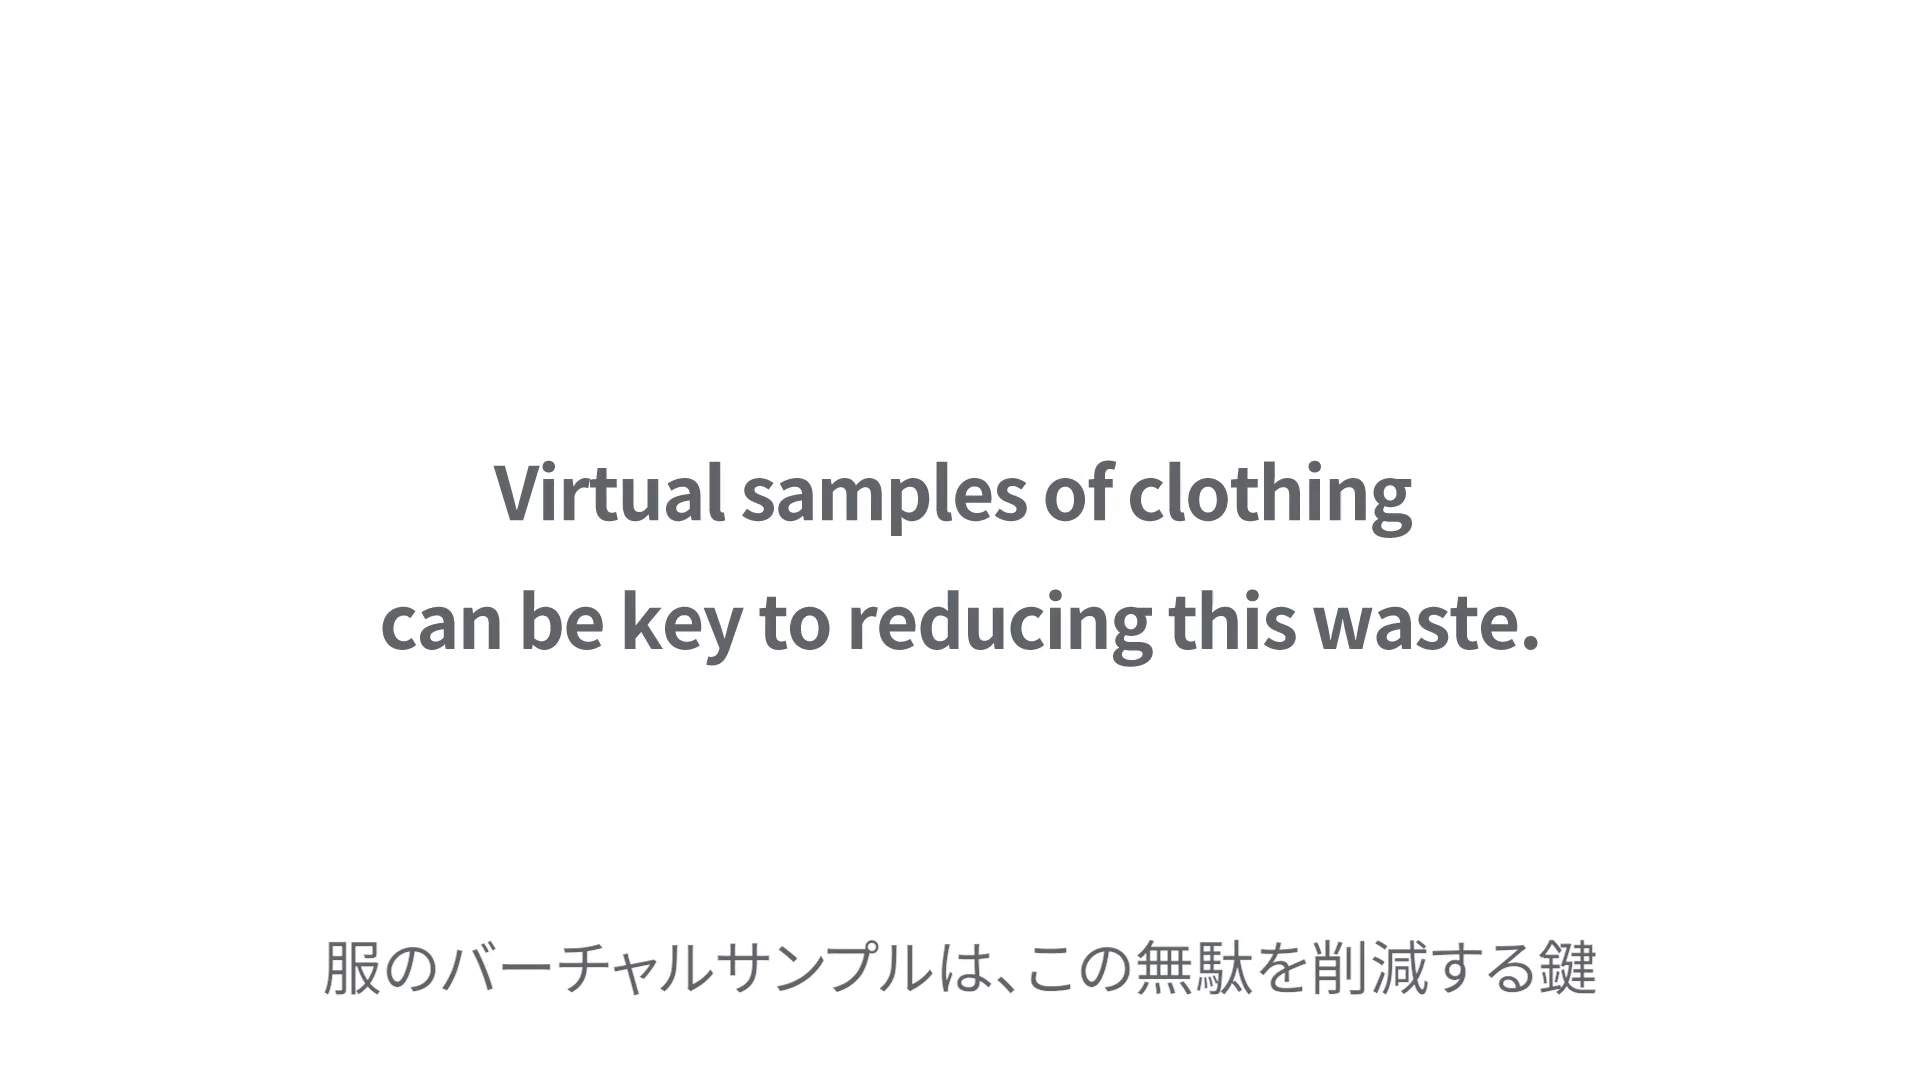 Virtual samples of clothing
can be key to reducing this waste.
服のバーチャルサンプルは、この無駄を削減する鍵